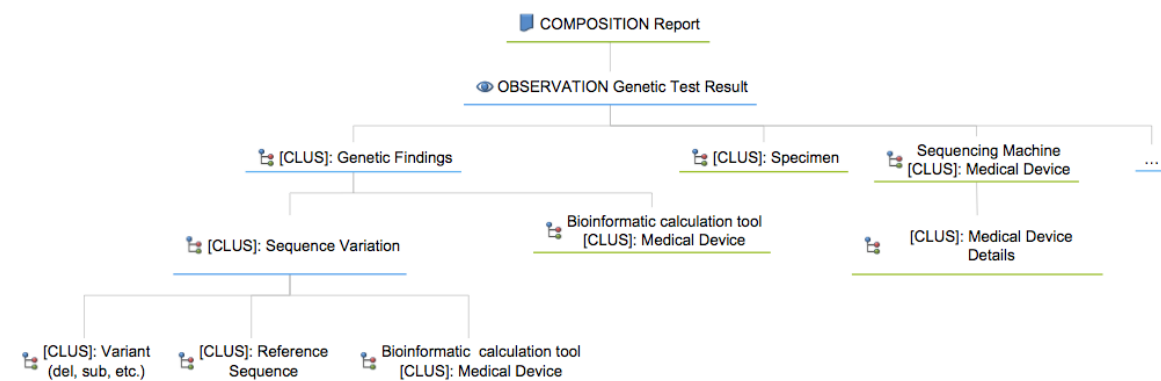 COMPOSITION Report
OBSERVATION Genetic Test Result
[CLUS]: Genetic Findings
[CLUS]: Specimen
Sequencing Machine
[CLUS]: Medical Device
...
[CLUS]: Sequence Variation
Bioinformatic calculation tool
[CLUS]: Medical Device
[CLUS]: Medical Device
Details
[CLUS]: Variant
(del, sub, etc.)
[CLUS]: Reference
Sequence
Bioinformatic calculation tool
[CLUS]: Medical Device